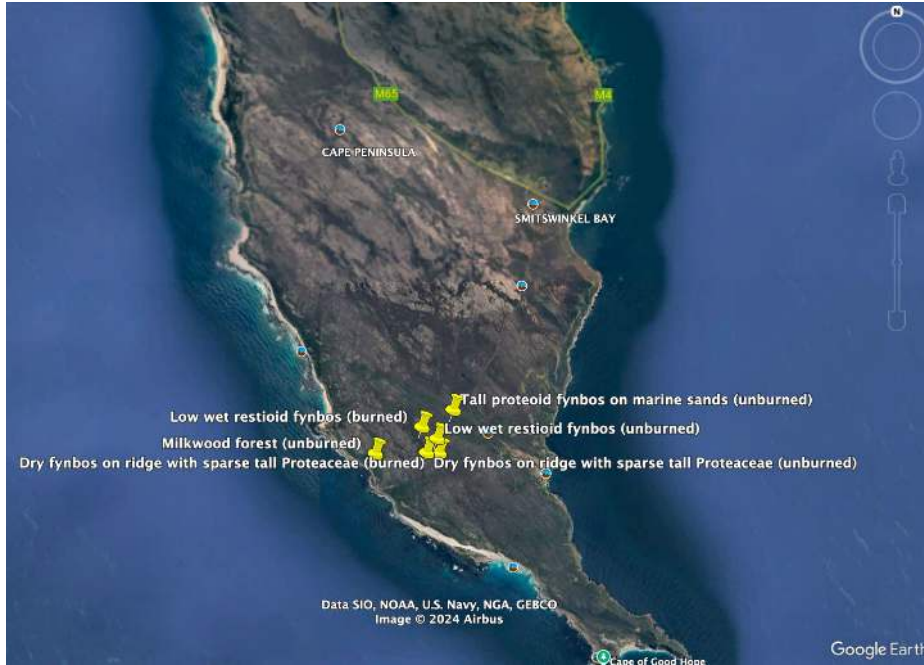 N
M65
M4
CAPE PENINSULA
SMITSWINKEL BAY
Tall proteoid fynbos on marine sands (unburned)
Low wet restioid fynbos (burned)
Low wet restioid fynbos (unburned)
Milkwood forest (unburned)
Dry fynbos on ridge with sparse tall Proteaceae (burned)
Dry fynbos on ridge with sparse tall Proteaceae (unburned)
Data SIO, NOAA, U.S. Navy, NGA, GEBCO
Image © 2024 Airbus
Google Earth
Cape of Good Hope